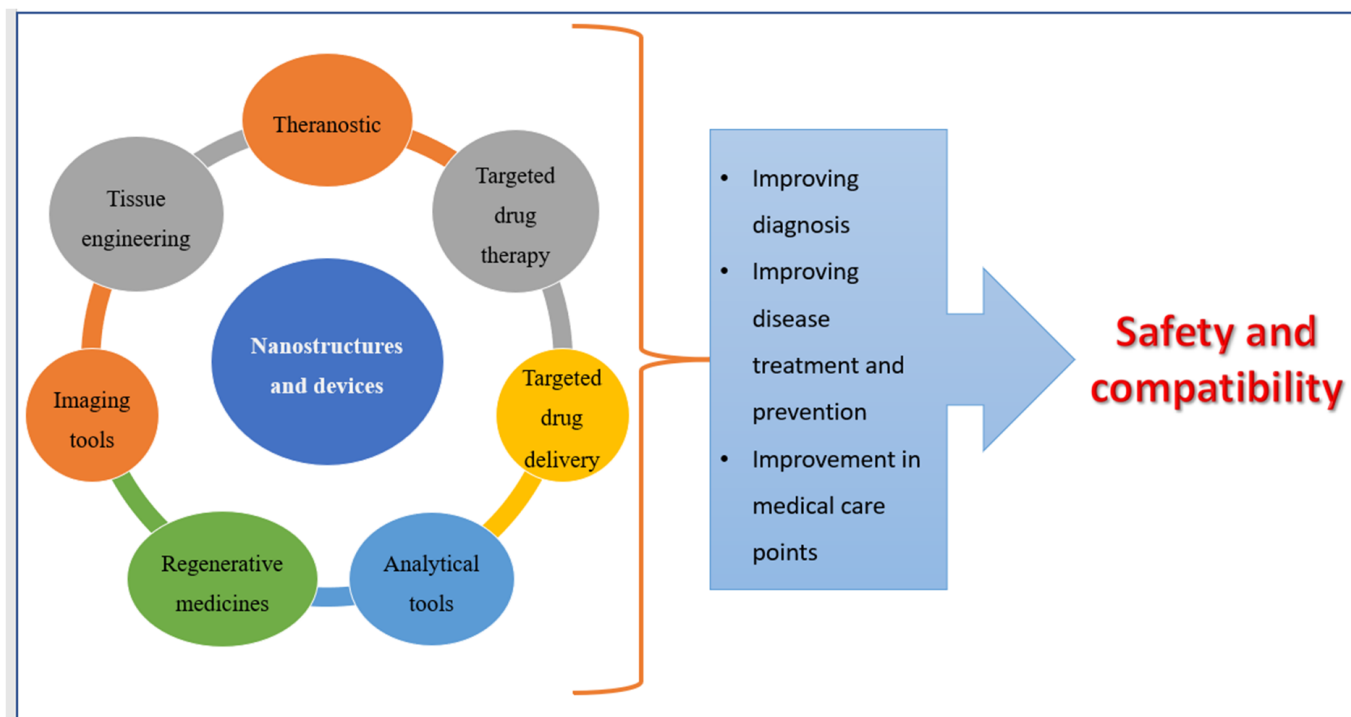 Theranostic
Targeted
drug
therapy
Targeted
drug
delivery
Analytical
tools
Regenerative
medicines
Imaging
tools
Tissue
engineering
Nanostructures
and devices
• Improving
diagnosis
• Improving
disease
treatment and
prevention
• Improvement in
medical care
points
Safety and
compatibility